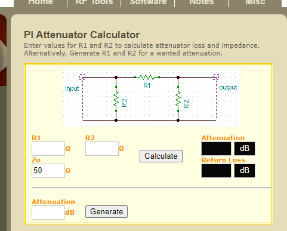 Home RF Tools Software Notes Misc
PI Attenuator Calculator
Enter values for R1 and R2 to calculate attenuator loss and impedance.
Alternatively, Generate R1 and R2 for a wanted attenuation.
input R1 output
R2 R2
R1 R2 Attenuation
Ω Ω Calculate dB
Zo Return Loss
50 Ω dB
Attenuation
dB Generate